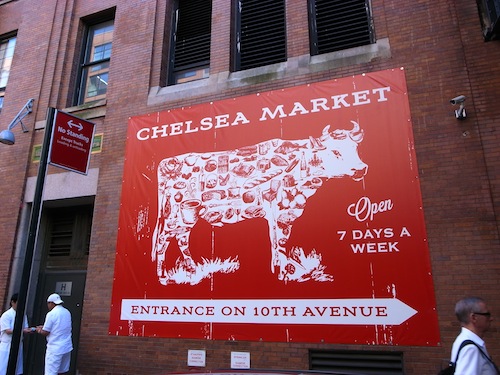 CHELSEA MARKET
No Standing
Open
7 DAYS A
WEEK
ENTRANCE ON 10TH AVENUE
H